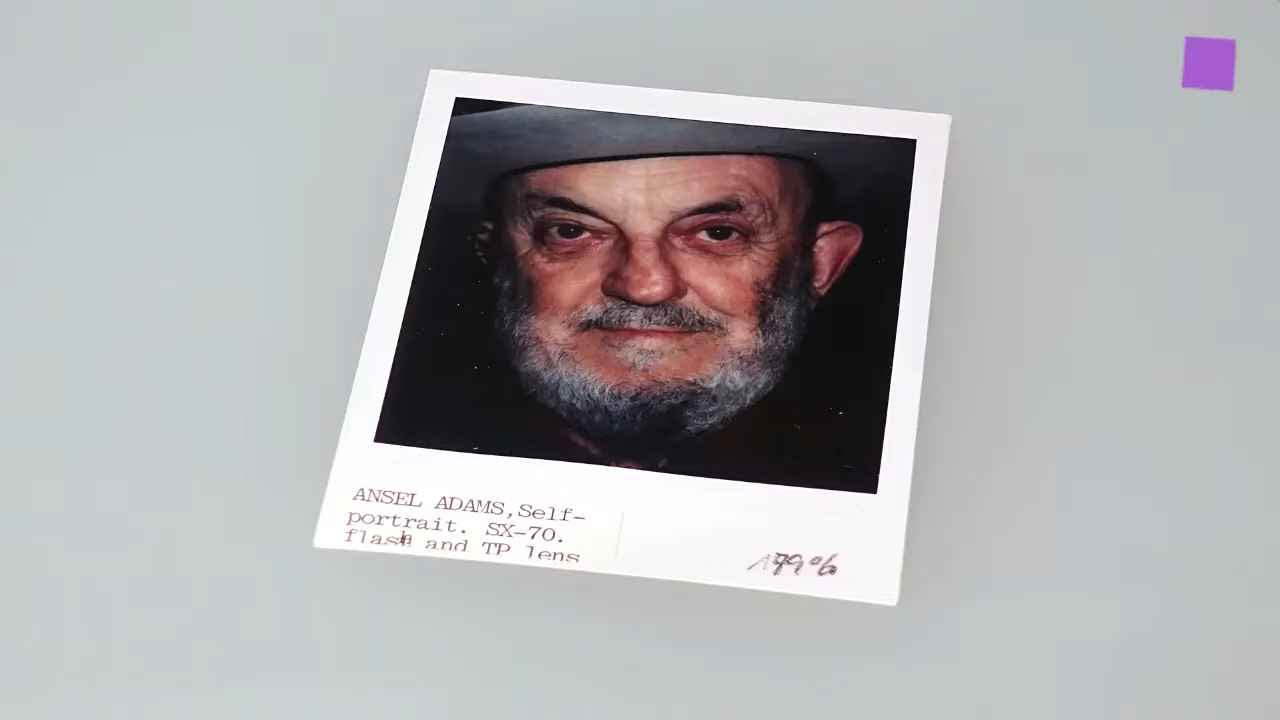 ANSEL ADAMS,Self-
portrait. SX-70.
flash and TP lens